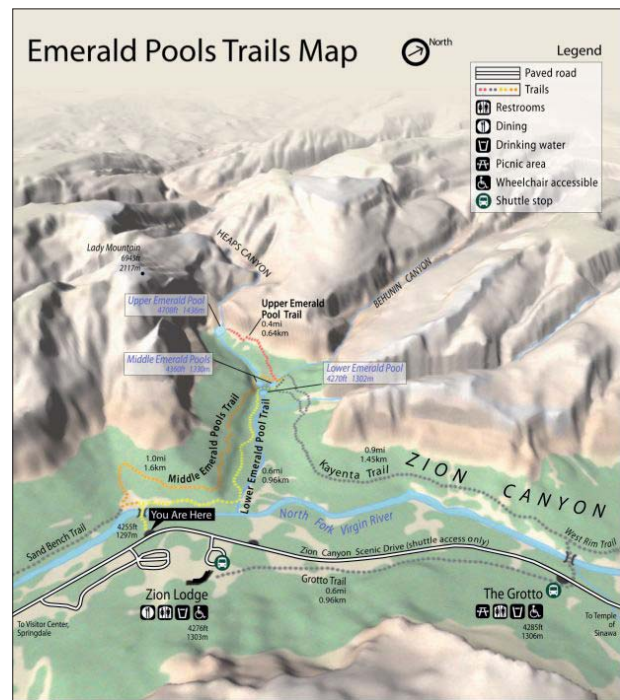 Emerald Pools Trails Map
North
Legend
Paved road
Trails
Restrooms
Dining
Drinking water
Picnic area
Wheelchair accessible
Shuttle stop
Lady Mountain
6943ft
2117m
HEAPS CANYON
BEHUNIN CANYON
Upper Emerald Pool
4708ft 1436m
Upper Emerald
Pool Trail
0.4mi
0.64km
Middle Emerald Pools
4360ft 1330m
Lower Emerald Pool
4270ft 1302m
1.0mi
1.6km
Middle Emerald Pools Trail
Lower Emerald Pool Trail
0.6mi
0.96km
0.9mi
1.45km
Kayenta Trail
ZION CANYON
You Are Here
4255ft
1297m
Sand Bench Trail
North Fork Virgin River
West Rim Trail
Zion Canyon Scenic Drive (shuttle access only)
Grotto Trail
0.6mi
0.96km
Zion Lodge
4276ft
1303m
The Grotto
4285ft
1306m
To Visitor Center,
Springdale
To Temple
of
Sinawa